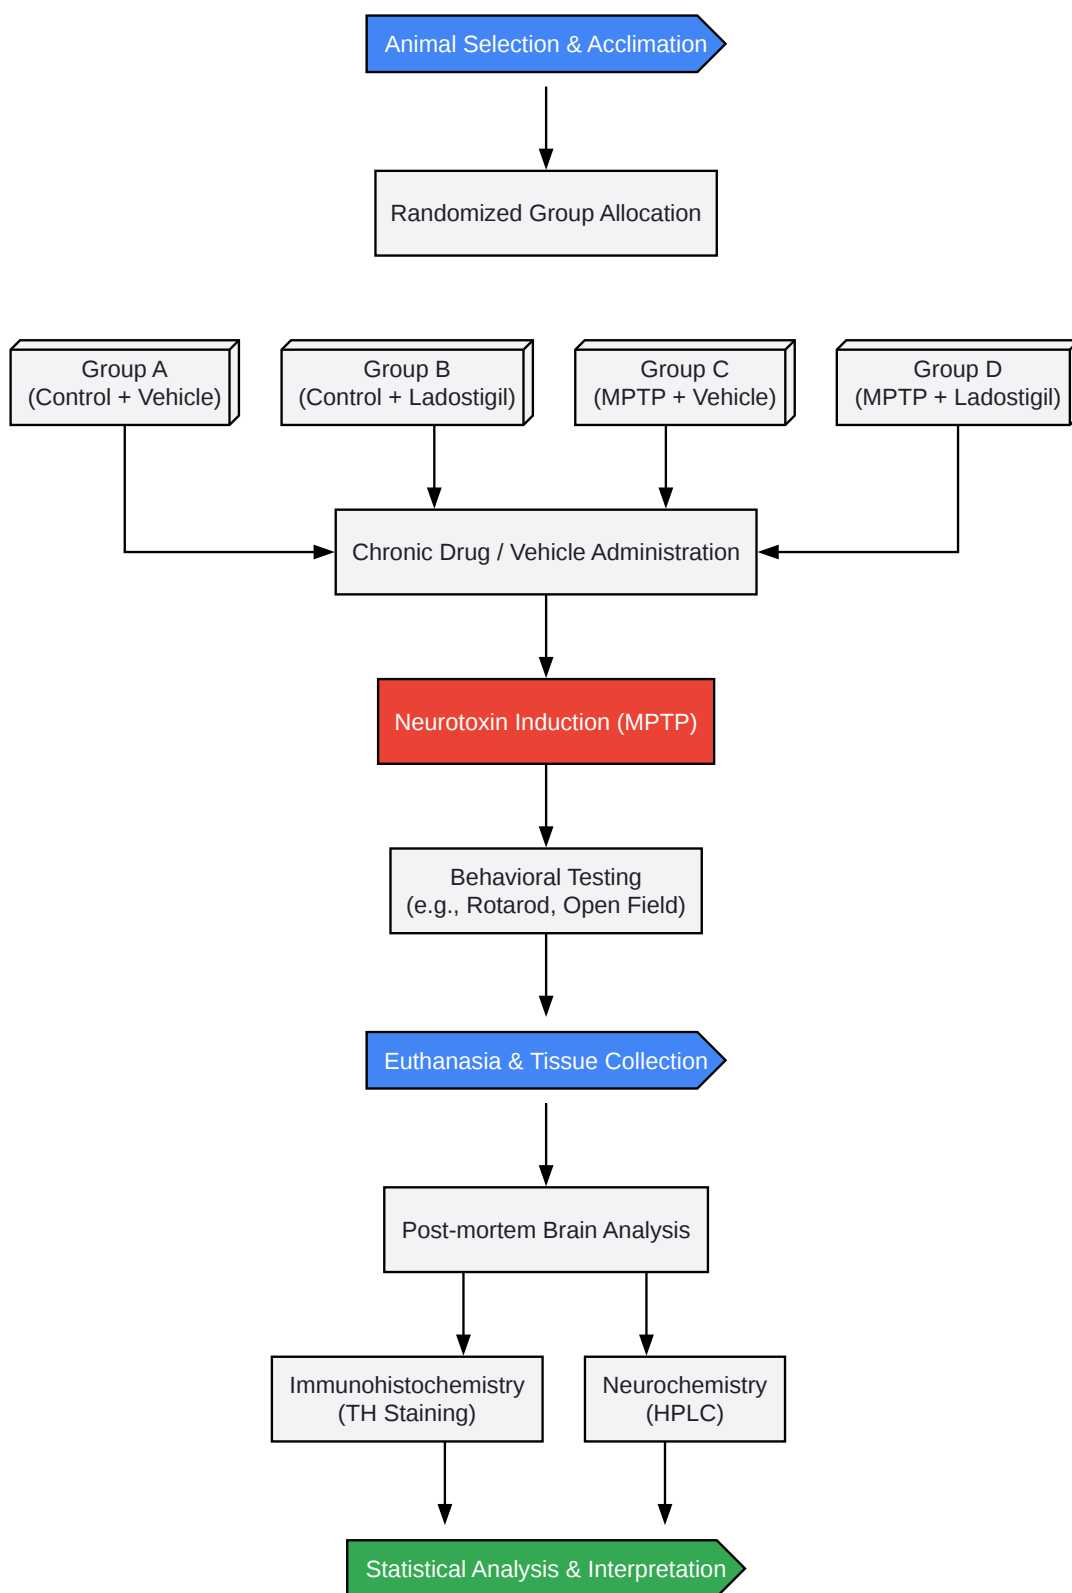 Animal Selection & Acclimation
Randomized Group Allocation
Group A
(Control + Vehicle)
Group B
(Control + Ladostigil)
Group C
(MPTP + Vehicle)
Group D
(MPTP + Ladostigil)
Chronic Drug / Vehicle Administration
Neurotoxin Induction (MPTP)
Behavioral Testing
(e.g., Rotarod, Open Field)
Euthanasia & Tissue Collection
Post-mortem Brain Analysis
Immunohistochemistry
(TH Staining)
Neurochemistry
(HPLC)
Statistical Analysis & Interpretation